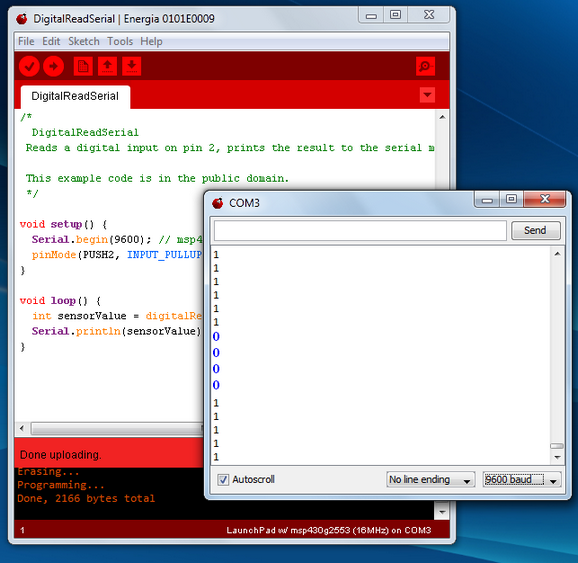 DigitalReadSerial | Energia 0101E0009
File Edit Sketch Tools Help
DigitalReadSerial
/*
DigitalReadSerial
Reads a digital input on pin 2, prints the result to the serial m
This example code is in the public domain.
*/
void setup() {
Serial.begin(9600); // msp4
pinMode(PUSH2, INPUT_PULLUP
}
void loop() {
int sensorValue = digitalRe
Serial.println(sensorValue)
}
Done uploading.
Erasing...
Programming...
Done, 2166 bytes total
1
LaunchPad w/ msp430g2553 (16MHz) on COM3
COM3
Send
1
1
1
1
1
1
0
0
0
0
1
1
1
1
1
Autoscroll
No line ending
9600 baud